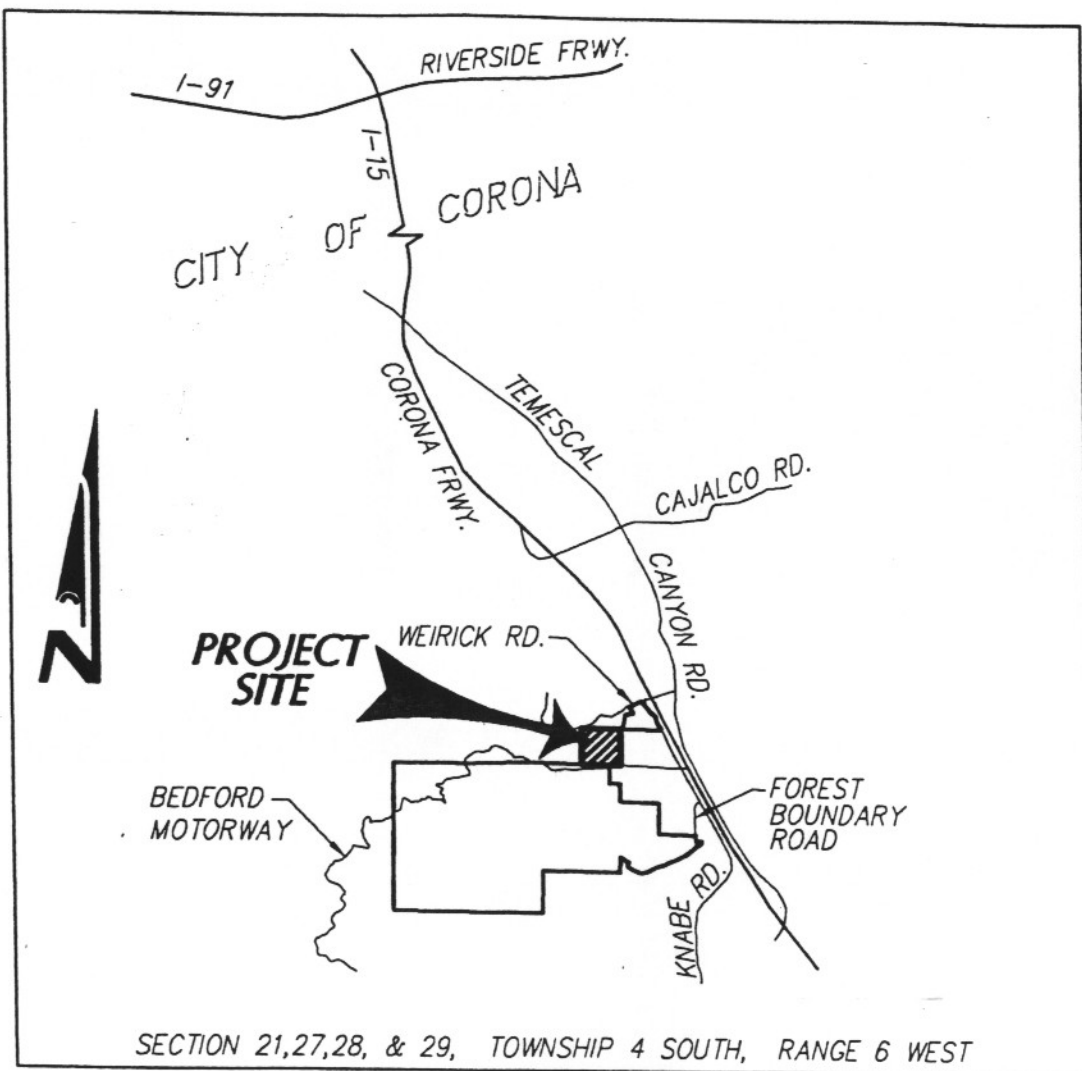 RIVERSIDE FRWY.
I-91
I-15
CITY OF CORONA
CORONA FRWY.
TEMESCAL
CAJALCO RD.
CANYON RD.
WEIRICK RD.
PROJECT
SITE
N
BEDFORD
MOTORWAY
FOREST
BOUNDARY
ROAD
KNABE RD.
SECTION 21,27,28, & 29, TOWNSHIP 4 SOUTH, RANGE 6 WEST